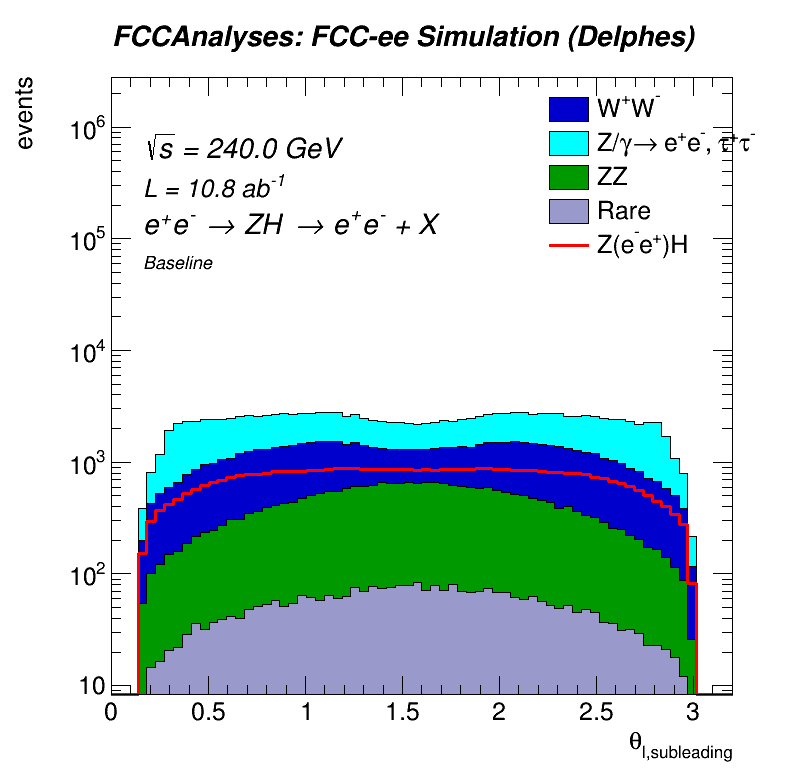 FCCAnalyses: FCC-ee Simulation (Delphes)
events
√s = 240.0 GeV
L = 10.8 ab⁻¹
e⁺e⁻ → ZH → e⁺e⁻ + X
Baseline
W⁺W⁻
Z/γ→ e⁺e⁻, τ⁺τ⁻
ZZ
Rare
Z(e⁻e⁺)H
10⁶
10⁵
10⁴
10³
10²
10
0 0.5 1 1.5 2 2.5 3
θl,subleading